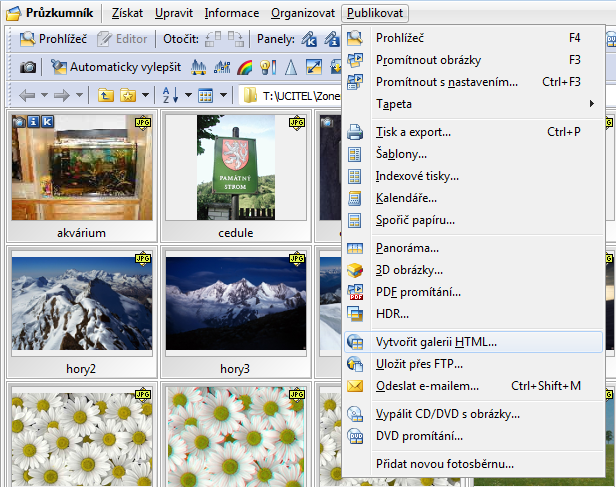 Průzkumník Získat Upravit Informace Organizovat Publikovat
Prohlížeč Editor Otočit: Panely:
Automaticky vylepšit
T:\UCITEL\Zone
Prohlížeč F4
Promítnout obrázky F3
Promítnout s nastavením... Ctrl+F3
Tapeta
Tisk a export... Ctrl+P
Šablony...
Indexové tisky...
Kalendáře...
Spořič papíru...
Panoráma...
3D obrázky...
PDF promítání...
HDR...
Vytvořit galerii HTML...
Uložit přes FTP...
Odeslat e-mailem... Ctrl+Shift+M
Vypálit CD/DVD s obrázky...
DVD promítání...
Přidat novou fotosběrnu...
JPG JPG
PAMÁTNÝ
STROM
akvárium cedule
JPG JPG
hory2 hory3
JPG JPG